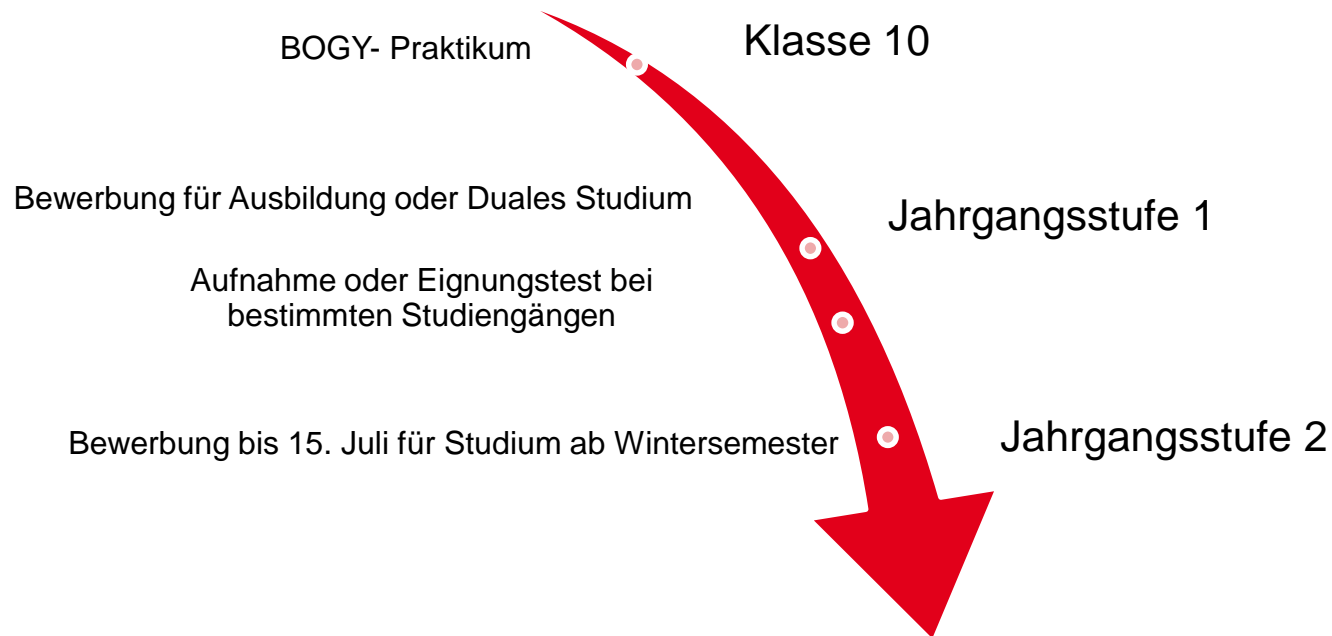 BOGY- Praktikum
Klasse 10
Bewerbung für Ausbildung oder Duales Studium
Jahrgangsstufe 1
Aufnahme oder Eignungstest bei
bestimmten Studiengängen
Bewerbung bis 15. Juli für Studium ab Wintersemester
Jahrgangsstufe 2